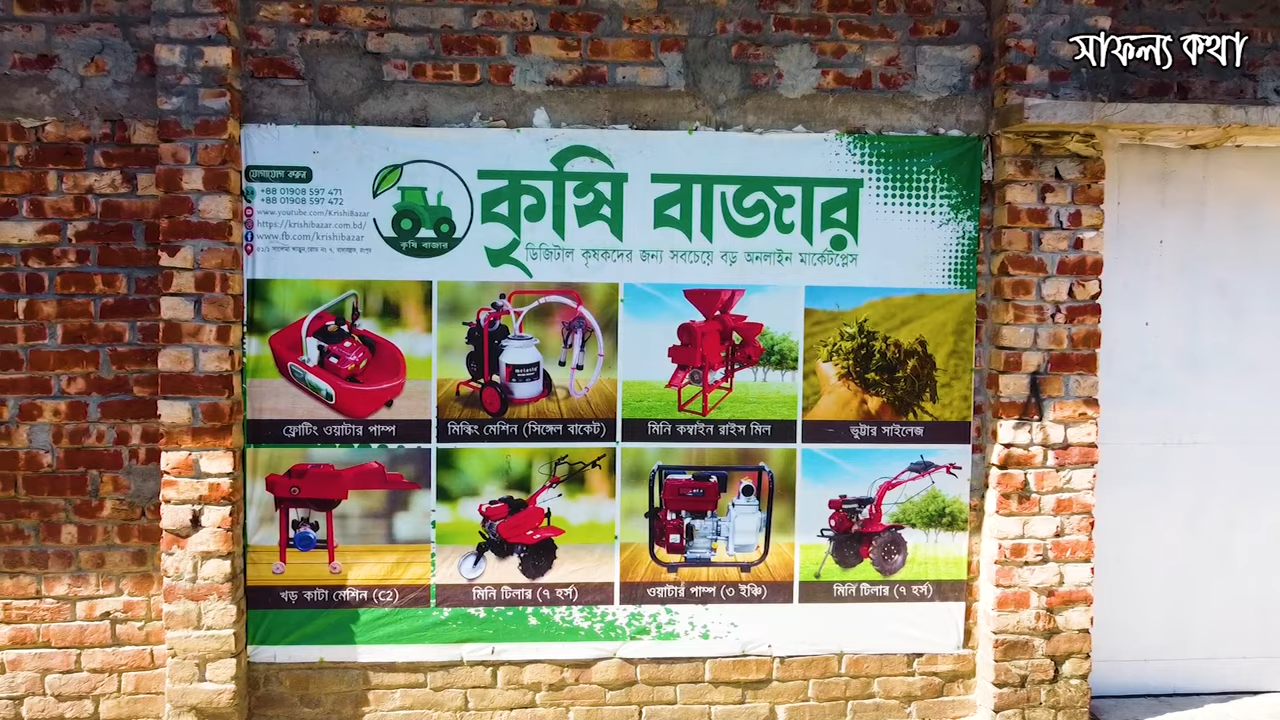 সাফল্য কথা
যোগাযোগ করুন
+88 01908 597 471
+88 01908 597 472
www.youtube.com/KrishiBazar
https://krishibazar.com.bd/
www.fb.com/krishibazar
কৃষি বাজার
কৃষি বাজার
ডিজিটাল কৃষকদের জন্য সবচেয়ে বড় অনলাইন মার্কেটপ্লেস
ফ্লোটিং ওয়াটার পাম্প
মিল্কিং মেশিন (সিঙ্গেল বাকেট)
মিনি কম্বাইন রাইস মিল
ভুট্টার সাইলেজ
খড় কাটা মেশিন (C2)
মিনি টিলার (৭ হর্স)
ওয়াটার পাম্প (৩ ইঞ্চি)
মিনি টিলার (৭ হর্স)